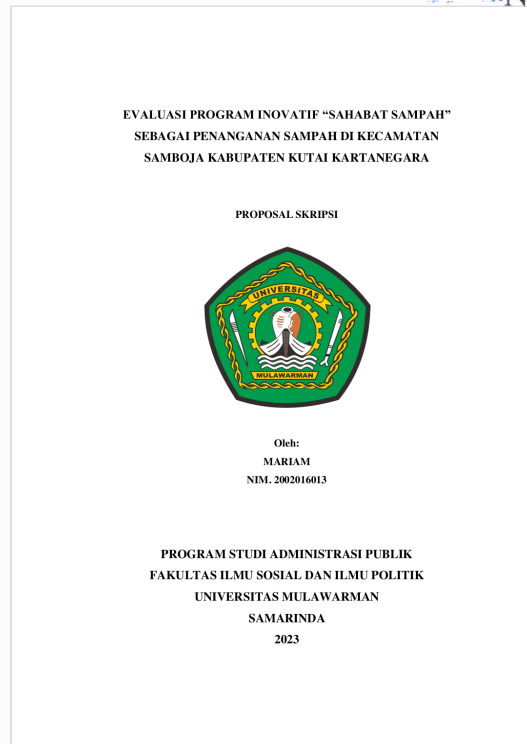 EVALUASI PROGRAM INOVATIF “SAHABAT SAMPAH”
SEBAGAI PENANGANAN SAMPAH DI KECAMATAN
SAMBOJA KABUPATEN KUTAI KARTANEGARA
PROPOSAL SKRIPSI
UNIVERSITAS
MULAWARMAN
Oleh:
MARIAM
NIM. 2002016013
PROGRAM STUDI ADMINISTRASI PUBLIK
FAKULTAS ILMU SOSIAL DAN ILMU POLITIK
UNIVERSITAS MULAWARMAN
SAMARINDA
2023